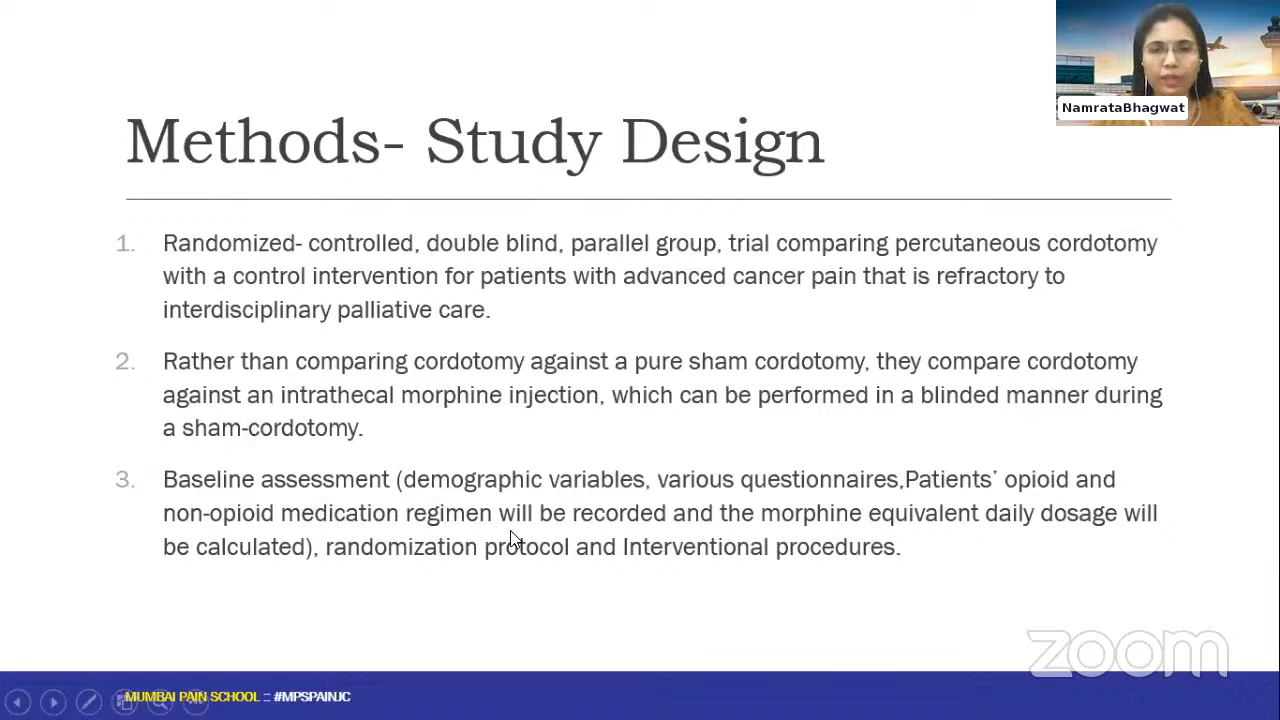 NamrataBhagwat
Methods- Study Design
1. Randomized- controlled, double blind, parallel group, trial comparing percutaneous cordotomy
with a control intervention for patients with advanced cancer pain that is refractory to
interdisciplinary palliative care.
2. Rather than comparing cordotomy against a pure sham cordotomy, they compare cordotomy
against an intrathecal morphine injection, which can be performed in a blinded manner during
a sham-cordotomy.
3. Baseline assessment (demographic variables, various questionnaires,Patients’ opioid and
non-opioid medication regimen will be recorded and the morphine equivalent daily dosage will
be calculated), randomization protocol and Interventional procedures.
zoom
MUMBAI PAIN SCHOOL :: #MPSPAINJC